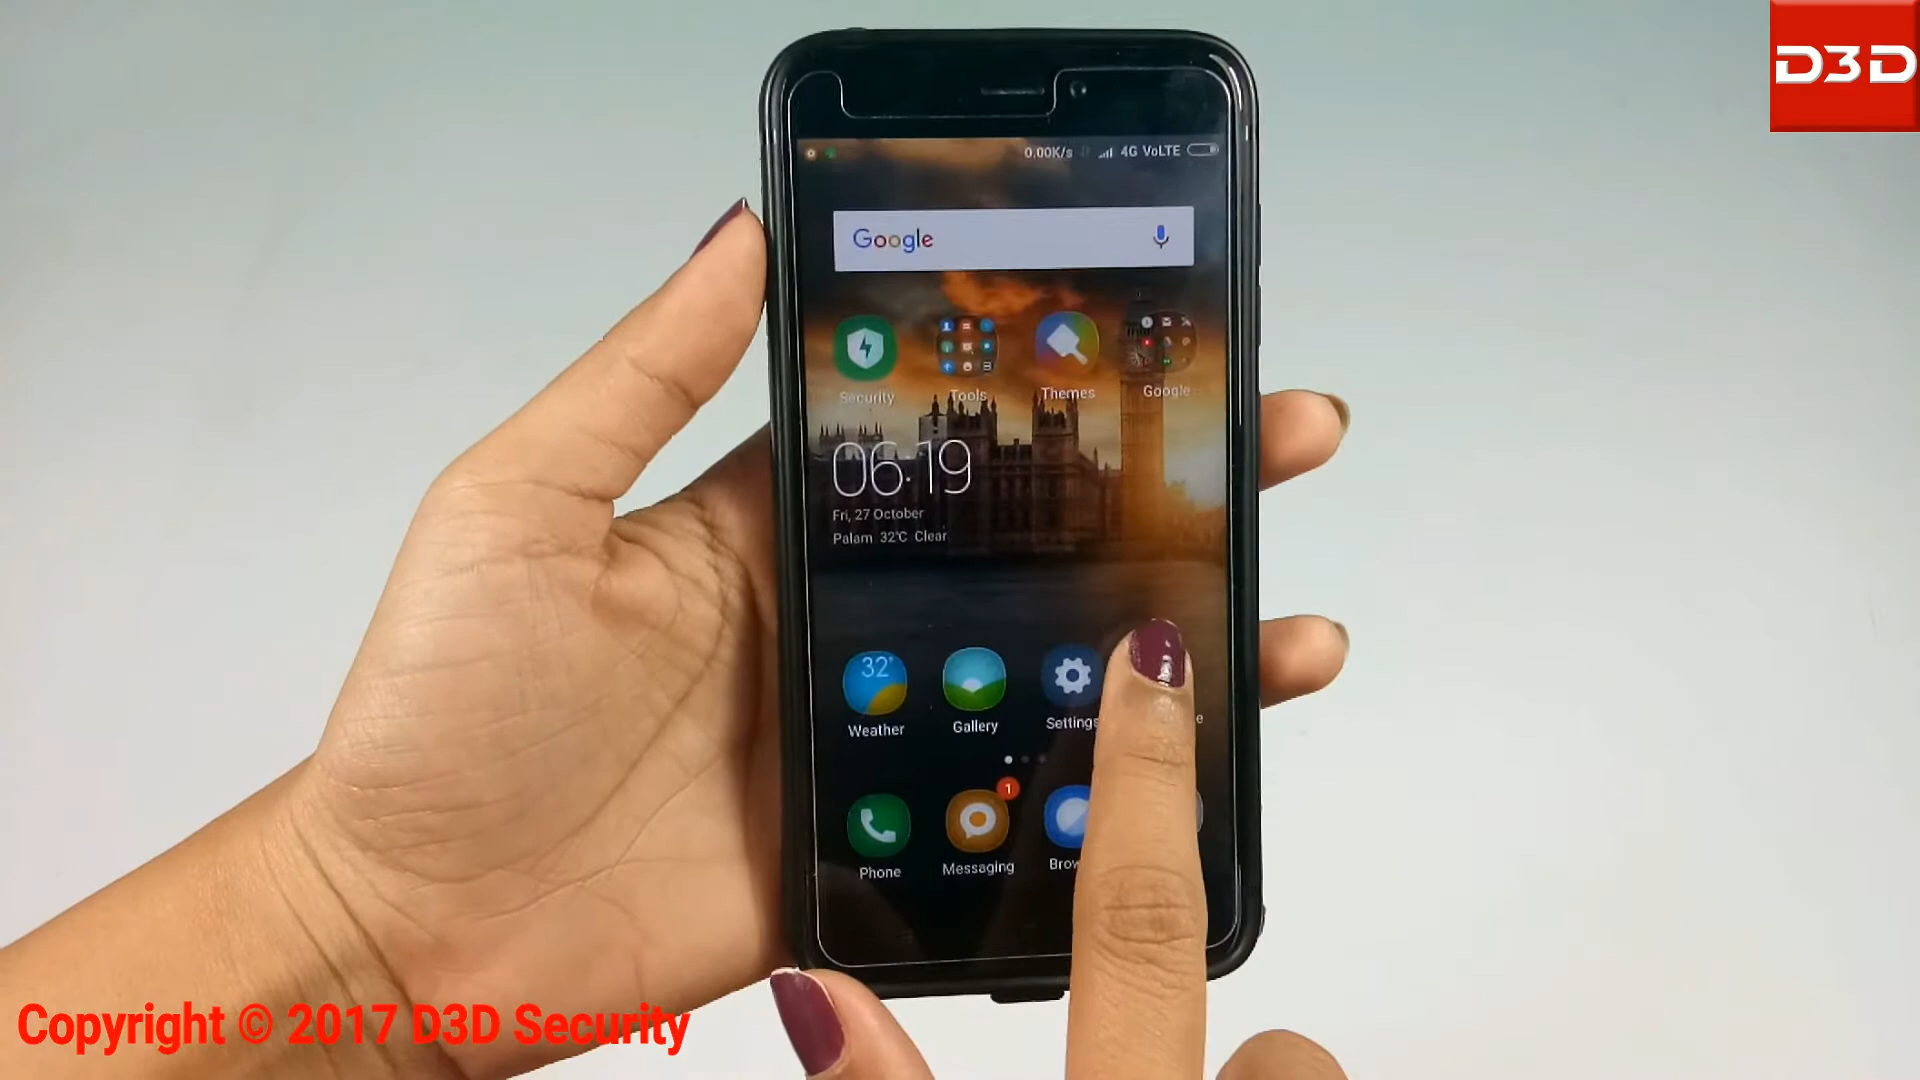 D3D
0.00K/s 4G VoLTE
Google
Security Tools Themes Google
06:19
Fri, 27 October
Palam 32°C Clear
32°
Weather Gallery Settings
1
Phone Messaging
Copyright © 2017 D3D Security